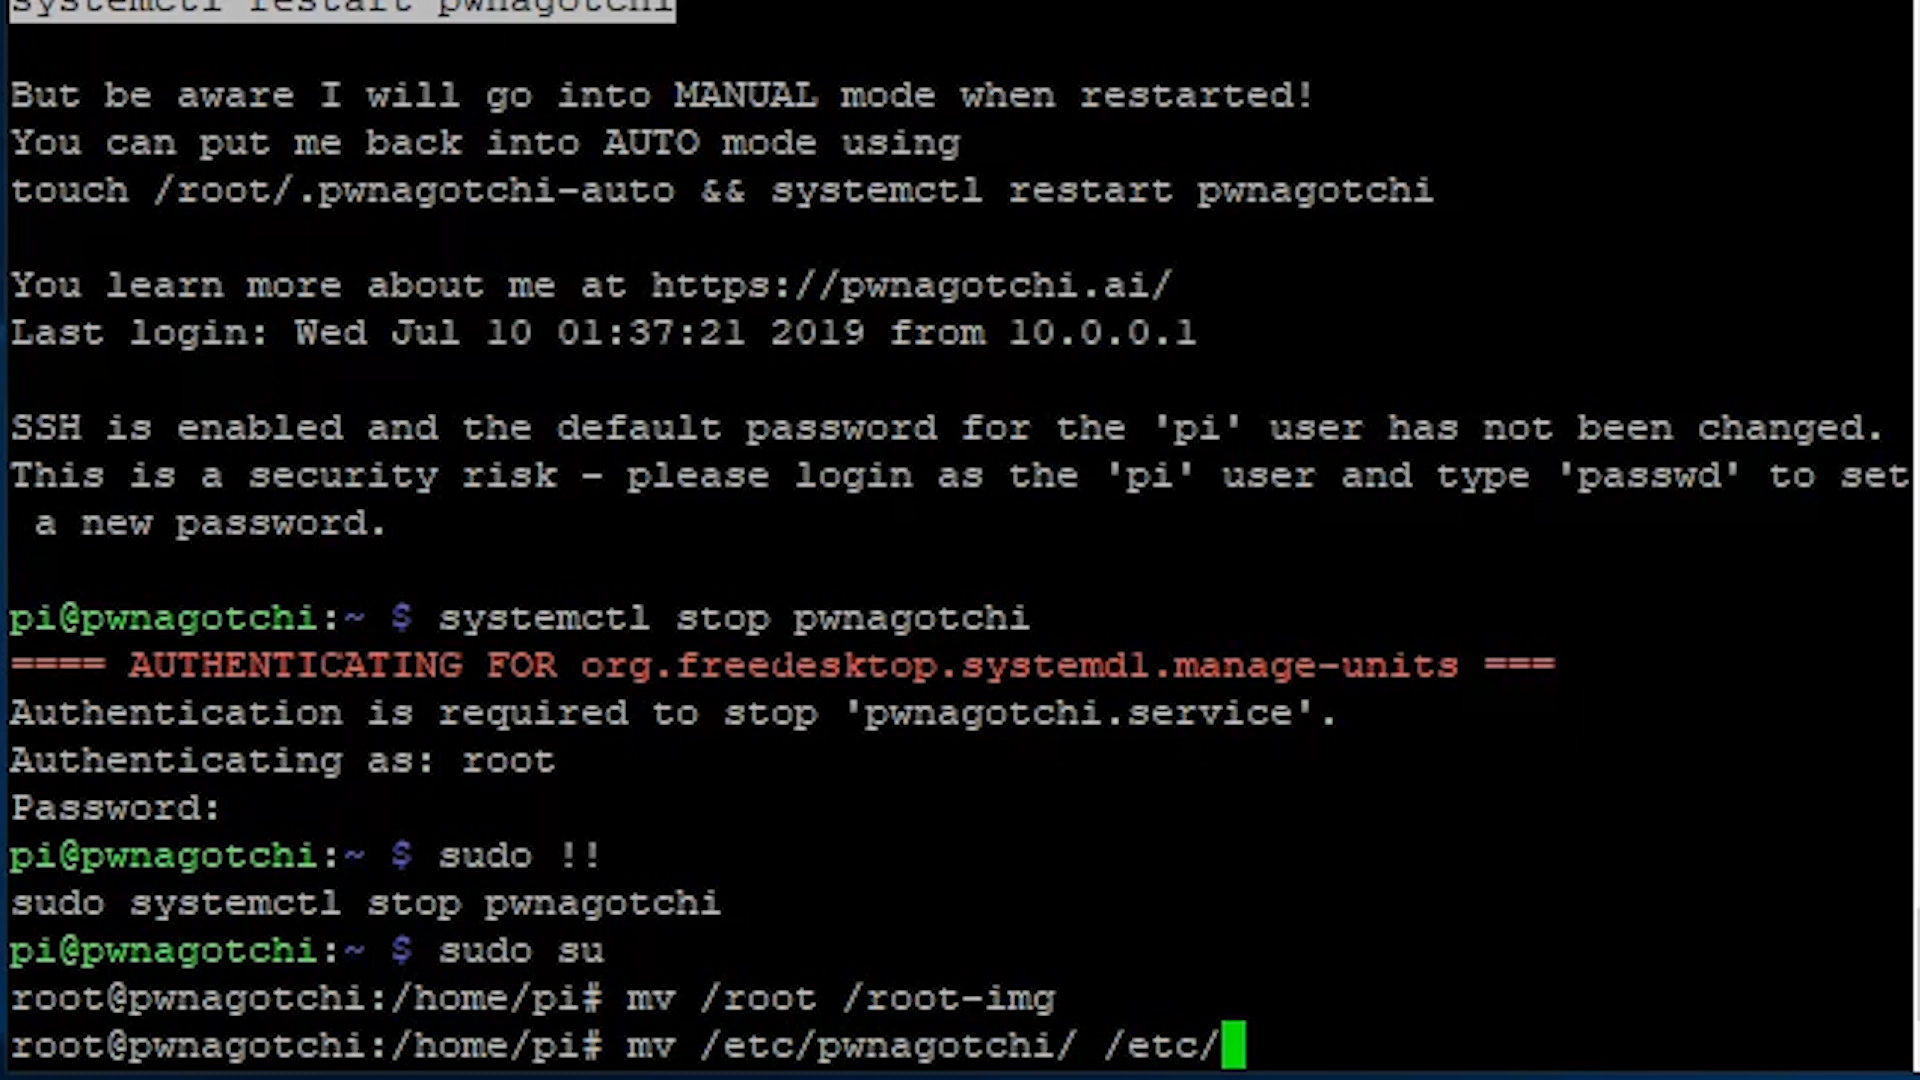 systemctl restart pwnagotchi
But be aware I will go into MANUAL mode when restarted!
You can put me back into AUTO mode using
touch /root/.pwnagotchi-auto && systemctl restart pwnagotchi
You learn more about me at https://pwnagotchi.ai/
Last login: Wed Jul 10 01:37:21 2019 from 10.0.0.1
SSH is enabled and the default password for the 'pi' user has not been changed.
This is a security risk - please login as the 'pi' user and type 'passwd' to set
a new password.
pi@pwnagotchi:~ $ systemctl stop pwnagotchi
==== AUTHENTICATING FOR org.freedesktop.systemd1.manage-units ===
Authentication is required to stop 'pwnagotchi.service'.
Authenticating as: root
Password:
pi@pwnagotchi:~ $ sudo !!
sudo systemctl stop pwnagotchi
pi@pwnagotchi:~ $ sudo su
root@pwnagotchi:/home/pi# mv /root /root-img
root@pwnagotchi:/home/pi# mv /etc/pwnagotchi/ /etc/